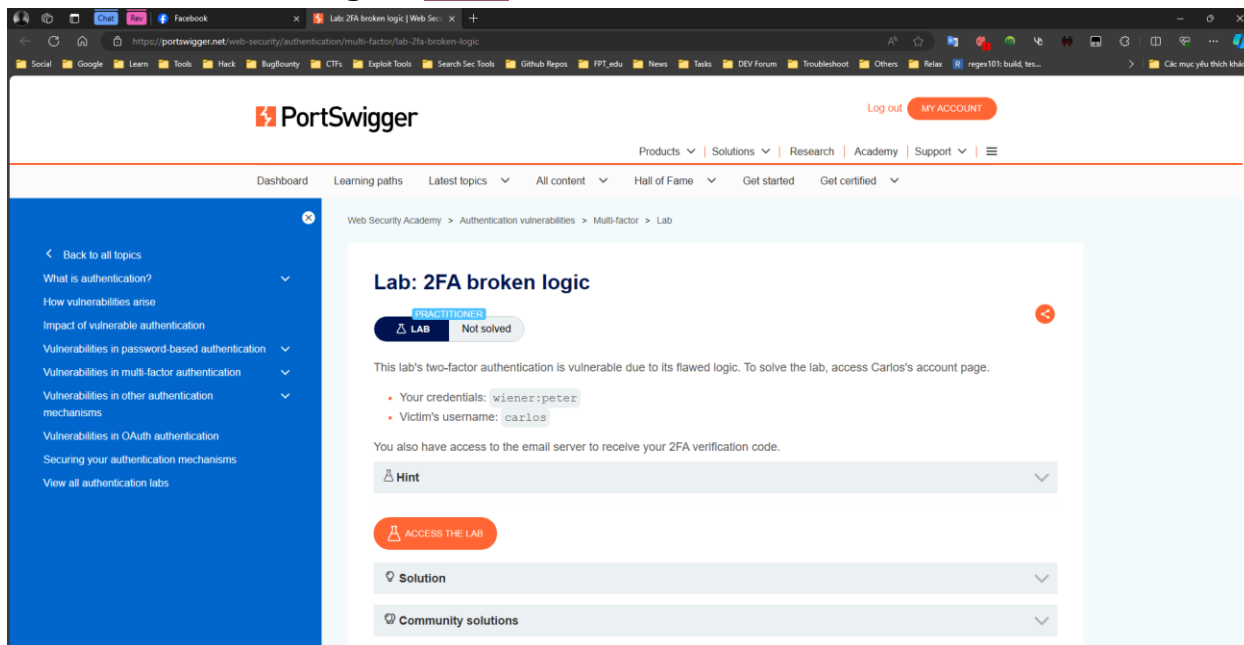 Chat Rev Facebook Lab: 2FA broken logic | Web Sec
https://portswigger.net/web-security/authentication/multi-factor/lab-2fa-broken-logic
Social Google Learn Tools Hack BugBounty CTFs Exploit Tools Search Sec Tools Github Repos FPT_edu News Tasks DEV Forum Troubleshoot Others Relax regex101: build, tes... Các mục yêu thích khác
PortSwigger
Log out MY ACCOUNT
Products | Solutions | Research | Academy | Support |
Dashboard Learning paths Latest topics All content Hall of Fame Get started Get certified
Web Security Academy > Authentication vulnerabilities > Multi-factor > Lab
Back to all topics
What is authentication?
How vulnerabilities arise
Impact of vulnerable authentication
Vulnerabilities in password-based authentication
Vulnerabilities in multi-factor authentication
Vulnerabilities in other authentication
mechanisms
Vulnerabilities in OAuth authentication
Securing your authentication mechanisms
View all authentication labs
Lab: 2FA broken logic
PRACTITIONER
LAB Not solved
This lab's two-factor authentication is vulnerable due to its flawed logic. To solve the lab, access Carlos's account page.
• Your credentials: wiener:peter
• Victim's username: carlos
You also have access to the email server to receive your 2FA verification code.
Hint
ACCESS THE LAB
Solution
Community solutions